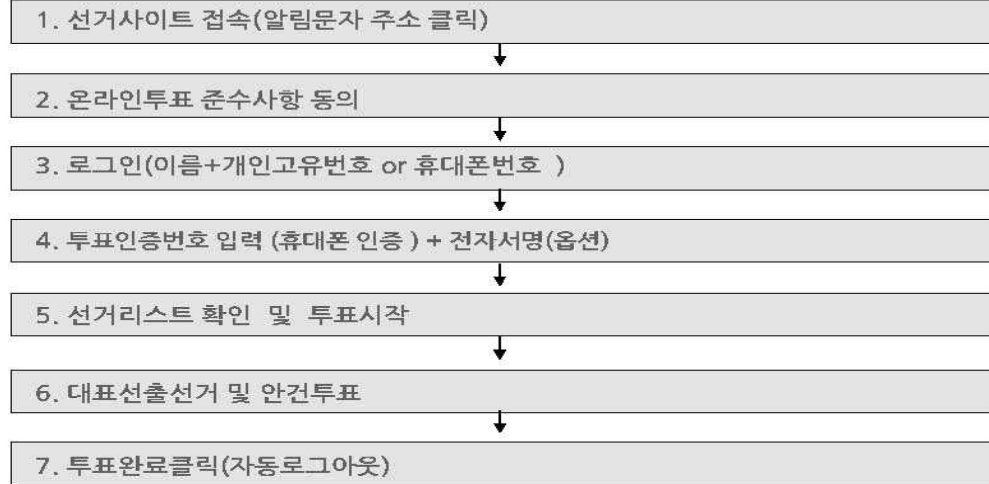 1. 선거사이트 접속(알림문자 주소 클릭)
2. 온라인투표 준수사항 동의
3. 로그인(이름+개인고유번호 or 휴대폰번호 )
4. 투표인증번호 입력 (휴대폰 인증 ) + 전자서명(옵션)
5. 선거리스트 확인 및 투표시작
6. 대표선출선거 및 안건투표
7. 투표완료클릭(자동로그아웃)